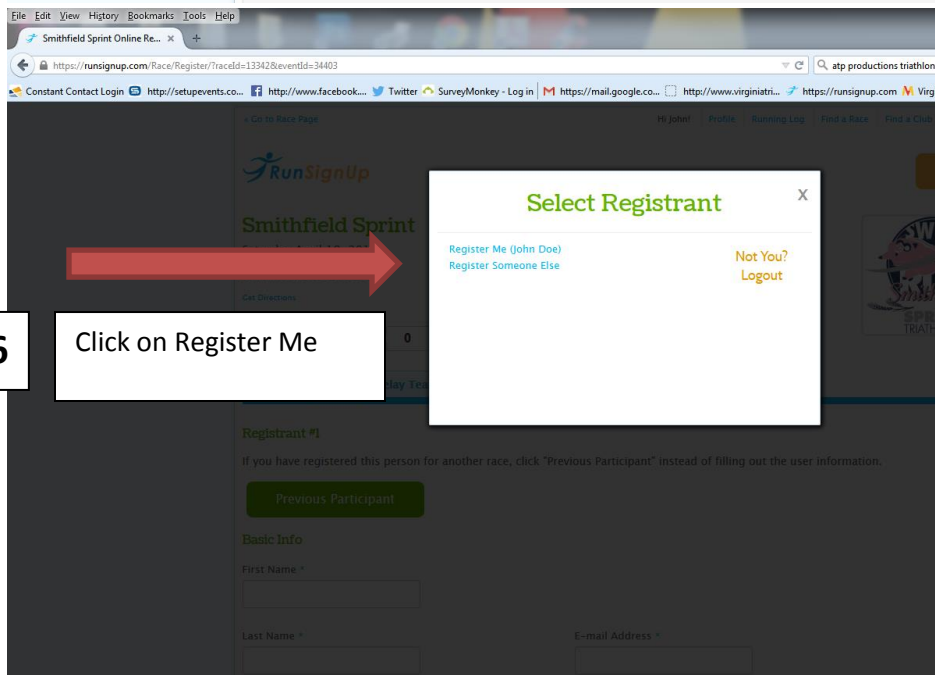 File Edit View History Bookmarks Tools Help
Smithfield Sprint Online Re... × +
https://runsignup.com/Race/Register/?raceId=13342&eventId=34403
atp productions triathlon
Constant Contact Login http://setupevents.co... http://www.facebook.... Twitter SurveyMonkey - Log in https://mail.google.co... http://www.virginiatri... https://runsignup.com Virg
« Go to Race Page Hi John! Profile Running Log Find a Race Find a Club
RunSignUp
Select Registrant X
Smithfield Sprint
Register Me (John Doe)
Register Someone Else
Not You?
Logout
Get Directions
6
Click on Register Me
0
Registrant #1
If you have registered this person for another race, click "Previous Participant" instead of filling out the user information.
Previous Participant
Basic Info
First Name *
Last Name * E-mail Address *